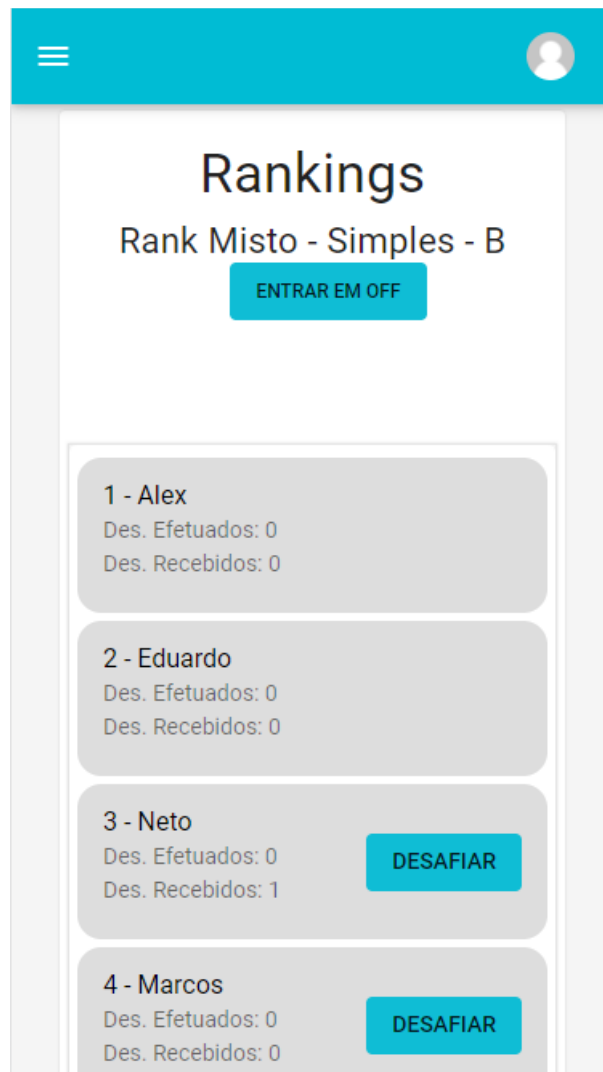 Rankings
Rank Misto - Simples - B
ENTRAR EM OFF
1 - Alex
Des. Efetuados: 0
Des. Recebidos: 0
2 - Eduardo
Des. Efetuados: 0
Des. Recebidos: 0
3 - Neto
Des. Efetuados: 0
Des. Recebidos: 1
DESAFIAR
4 - Marcos
Des. Efetuados: 0
Des. Recebidos: 0
DESAFIAR